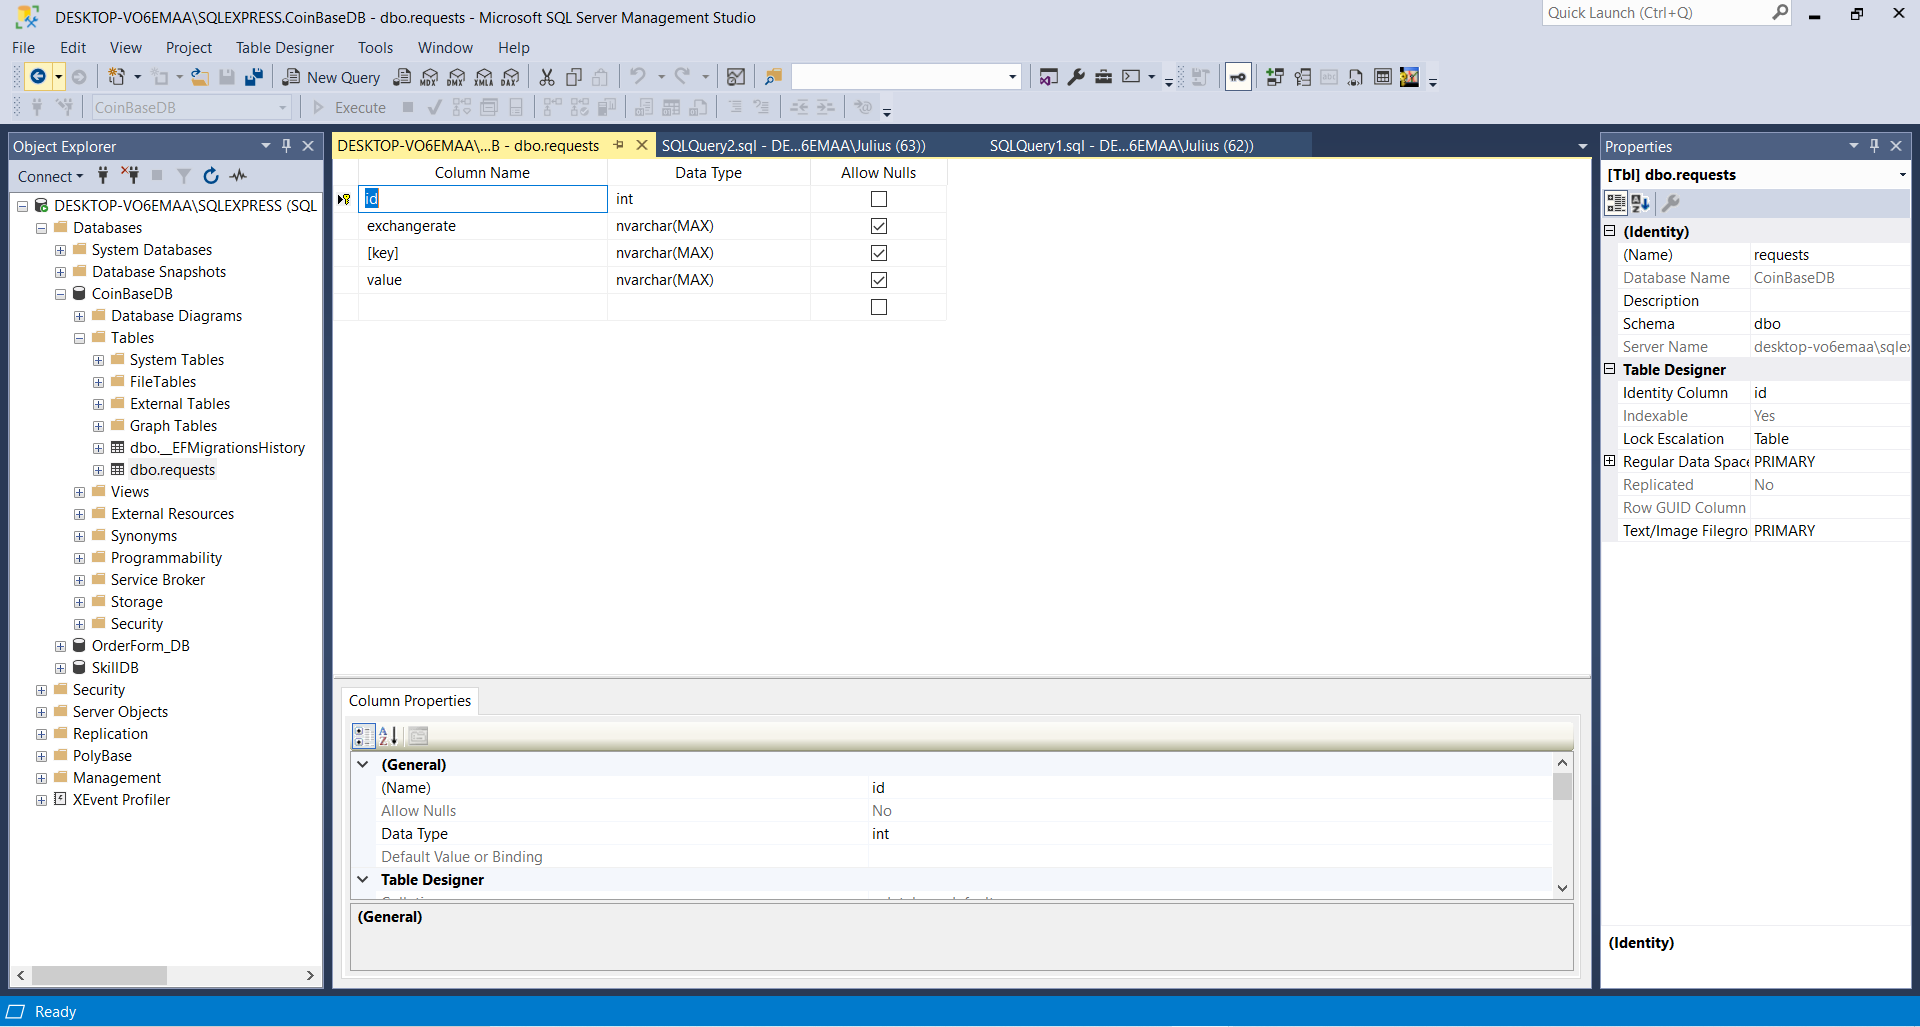 DESKTOP-VO6EMAA\SQLEXPRESS.CoinBaseDB - dbo.requests - Microsoft SQL Server Management Studio
Quick Launch (Ctrl+Q)
File Edit View Project Table Designer Tools Window Help
New Query MDX DMX XMLA DAX
CoinBaseDB Execute
Object Explorer
Connect
DESKTOP-VO6EMAA\SQLEXPRESS (SQL
Databases
System Databases
Database Snapshots
CoinBaseDB
Database Diagrams
Tables
System Tables
FileTables
External Tables
Graph Tables
dbo.__EFMigrationsHistory
dbo.requests
Views
External Resources
Synonyms
Programmability
Service Broker
Storage
Security
OrderForm_DB
SkillDB
Security
Server Objects
Replication
PolyBase
Management
XEvent Profiler
DESKTOP-VO6EMAA\...B - dbo.requests
SQLQuery2.sql - DE...6EMAA\Julius (63))
SQLQuery1.sql - DE...6EMAA\Julius (62))
Column Name Data Type Allow Nulls
id int
exchangerate nvarchar(MAX)
[key] nvarchar(MAX)
value nvarchar(MAX)
Column Properties
(General)
(Name) id
Allow Nulls No
Data Type int
Default Value or Binding
Table Designer
(General)
Properties
[Tbl] dbo.requests
(Identity)
(Name) requests
Database Name CoinBaseDB
Description
Schema dbo
Server Name desktop-vo6emaa\sqle
Table Designer
Identity Column id
Indexable Yes
Lock Escalation Table
Regular Data Space PRIMARY
Replicated No
Row GUID Column
Text/Image Filegro PRIMARY
(Identity)
Ready